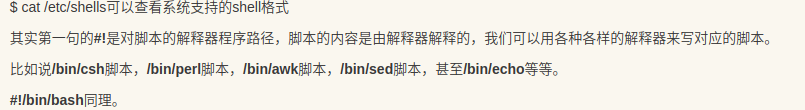 $ cat /etc/shells可以查看系统支持的shell格式
其实第一句的#!是对脚本的解释器程序路径，脚本的内容是由解释器解释的，我们可以用各种各样的解释器来写对应的脚本。
比如说/bin/csh脚本，/bin/perl脚本，/bin/awk脚本，/bin/sed脚本，甚至/bin/echo等等。
#!/bin/bash同理。